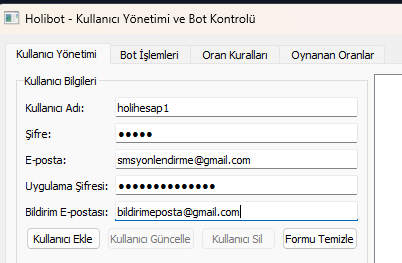 Holibot - Kullanıcı Yönetimi ve Bot Kontrolü
Kullanıcı Yönetimi Bot İşlemleri Oran Kuralları Oynanan Oranlar
Kullanıcı Bilgileri
Kullanıcı Adı: holihesap1
Şifre: ●●●●●
E-posta: smsyonlendirme@gmail.com
Uygulama Şifresi: ●●●●●●●●●●●●●●
Bildirim E-postası: bildirimeposta@gmail.com
Kullanıcı Ekle Kullanıcı Güncelle Kullanıcı Sil Formu Temizle